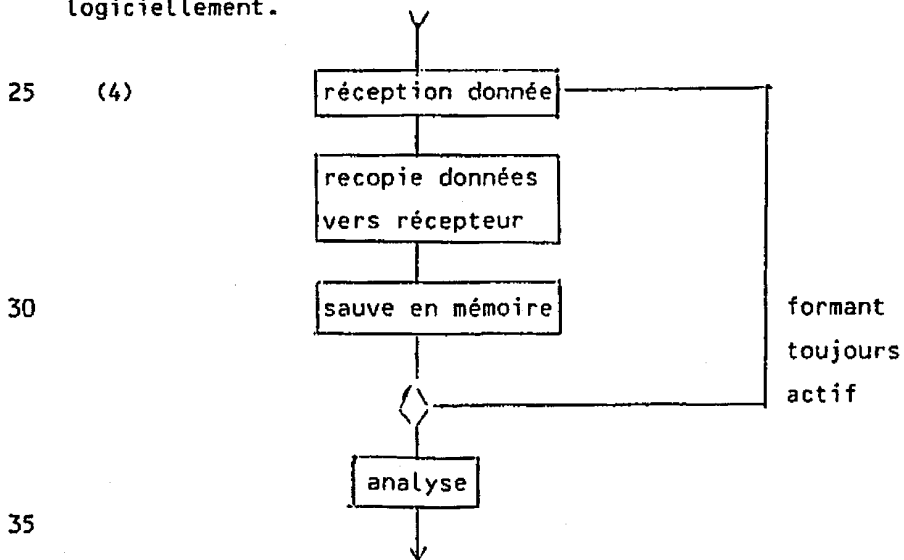 logiciellement.
25 (4) réception donnée
recopie données
vers récepteur
30 sauve en mémoire formant
toujours
actif
analyse
35